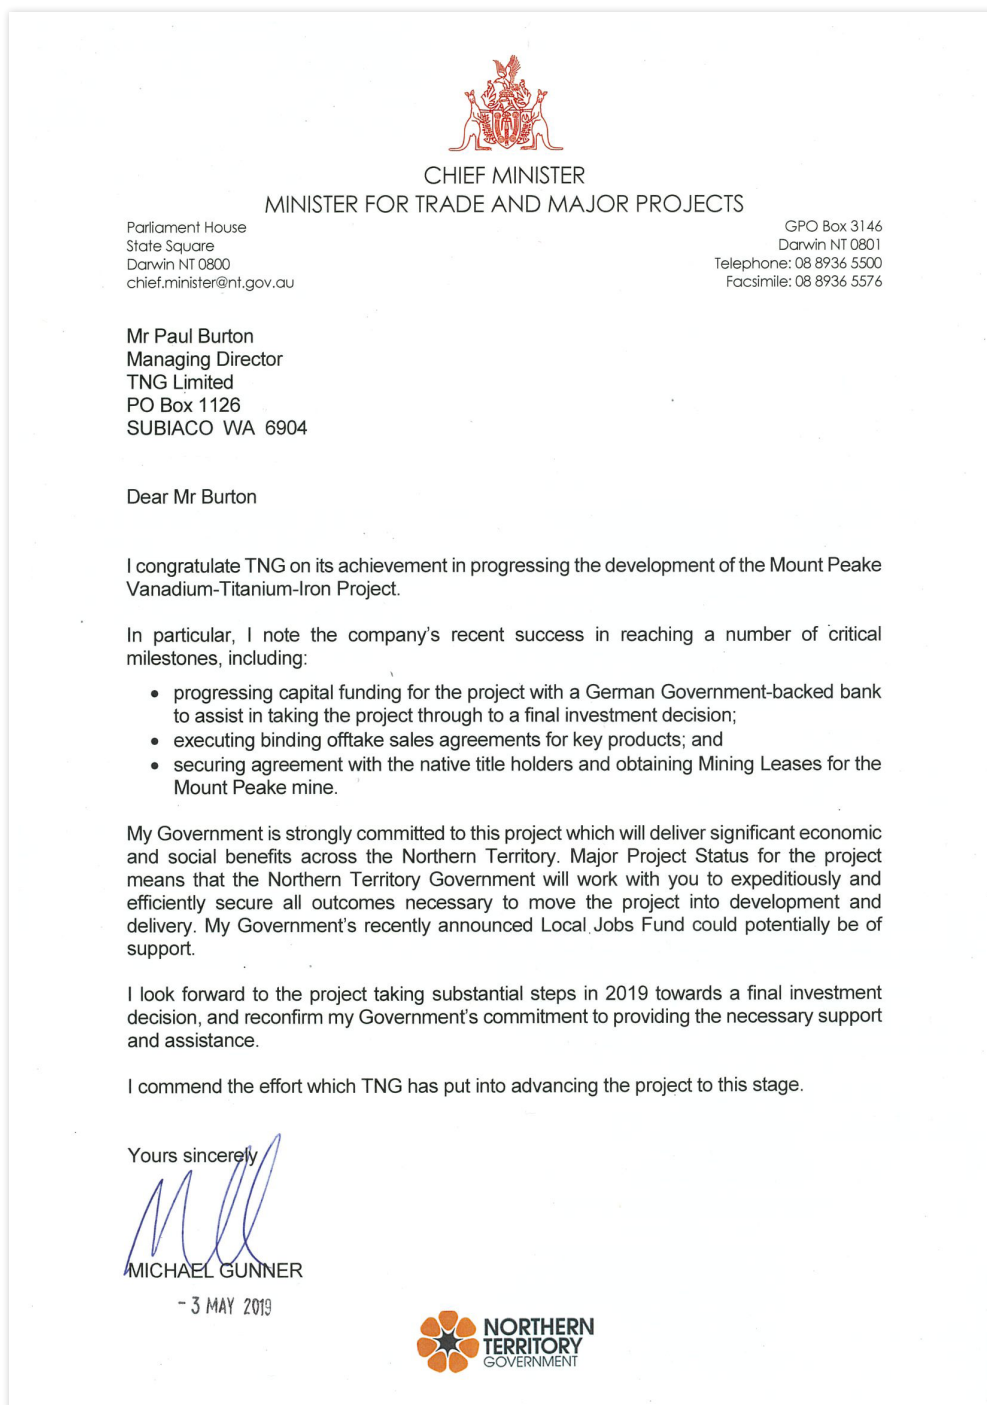 CHIEF MINISTER
MINISTER FOR TRADE AND MAJOR PROJECTS
Parliament House
State Square
Darwin NT 0800
chief.minister@nt.gov.au
GPO Box 3146
Darwin NT 0801
Telephone: 08 8936 5500
Facsimile: 08 8936 5576
Mr Paul Burton
Managing Director
TNG Limited
PO Box 1126
SUBIACO WA 6904
Dear Mr Burton
I congratulate TNG on its achievement in progressing the development of the Mount Peake
Vanadium-Titanium-Iron Project.
In particular, I note the company's recent success in reaching a number of critical
milestones, including:
• progressing capital funding for the project with a German Government-backed bank
to assist in taking the project through to a final investment decision;
• executing binding offtake sales agreements for key products; and
• securing agreement with the native title holders and obtaining Mining Leases for the
Mount Peake mine.
My Government is strongly committed to this project which will deliver significant economic
and social benefits across the Northern Territory. Major Project Status for the project
means that the Northern Territory Government will work with you to expeditiously and
efficiently secure all outcomes necessary to move the project into development and
delivery. My Government's recently announced Local Jobs Fund could potentially be of
support.
I look forward to the project taking substantial steps in 2019 towards a final investment
decision, and reconfirm my Government's commitment to providing the necessary support
and assistance.
I commend the effort which TNG has put into advancing the project to this stage.
Yours sincerely
MICHAEL GUNNER
- 3 MAY 2019
NORTHERN
TERRITORY
GOVERNMENT